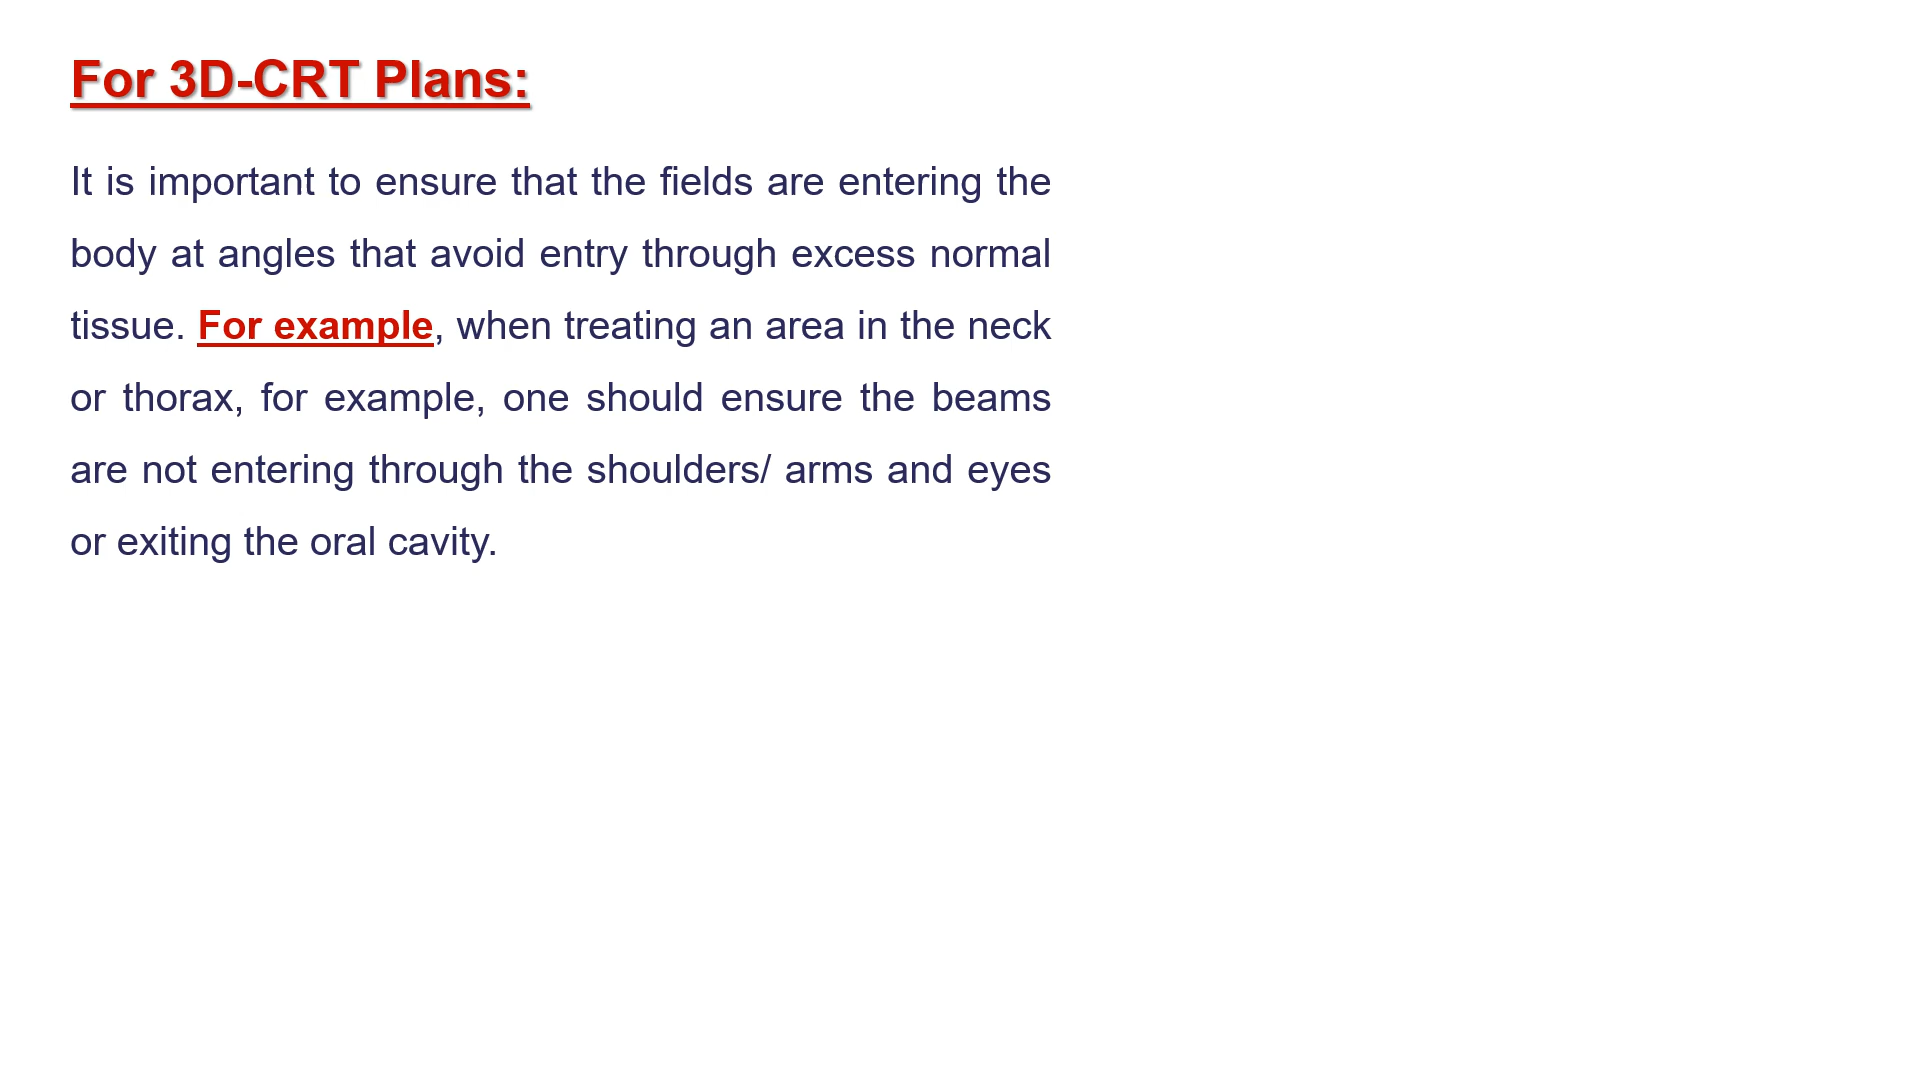 For 3D-CRT Plans:
It is important to ensure that the fields are entering the
body at angles that avoid entry through excess normal
tissue. For example, when treating an area in the neck
or thorax, for example, one should ensure the beams
are not entering through the shoulders/ arms and eyes
or exiting the oral cavity.